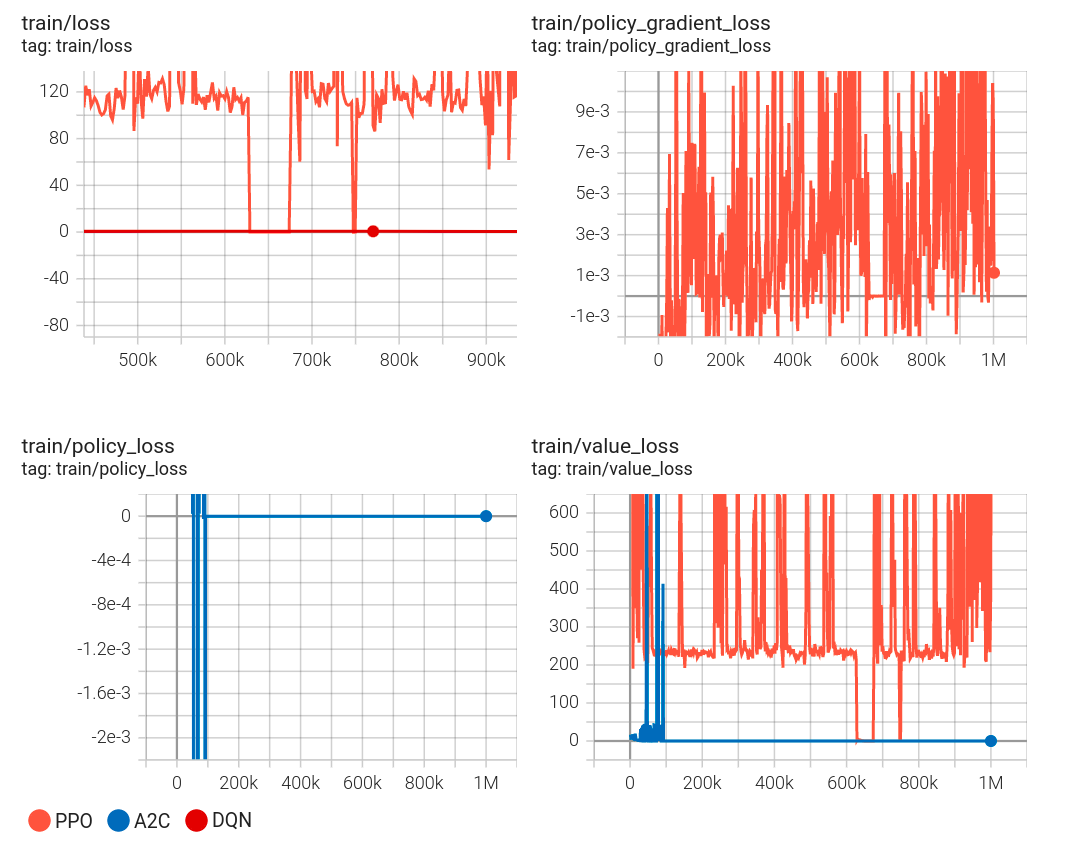 train/loss
tag: train/loss
120
80
40
0
-40
-80
500k 600k 700k 800k 900k
train/policy_gradient_loss
tag: train/policy_gradient_loss
9e-3
7e-3
5e-3
3e-3
1e-3
-1e-3
0 200k 400k 600k 800k 1M
train/policy_loss
tag: train/policy_loss
0
-4e-4
-8e-4
-1.2e-3
-1.6e-3
-2e-3
0 200k 400k 600k 800k 1M
train/value_loss
tag: train/value_loss
600
500
400
300
200
100
0
0 200k 400k 600k 800k 1M
PPO A2C DQN